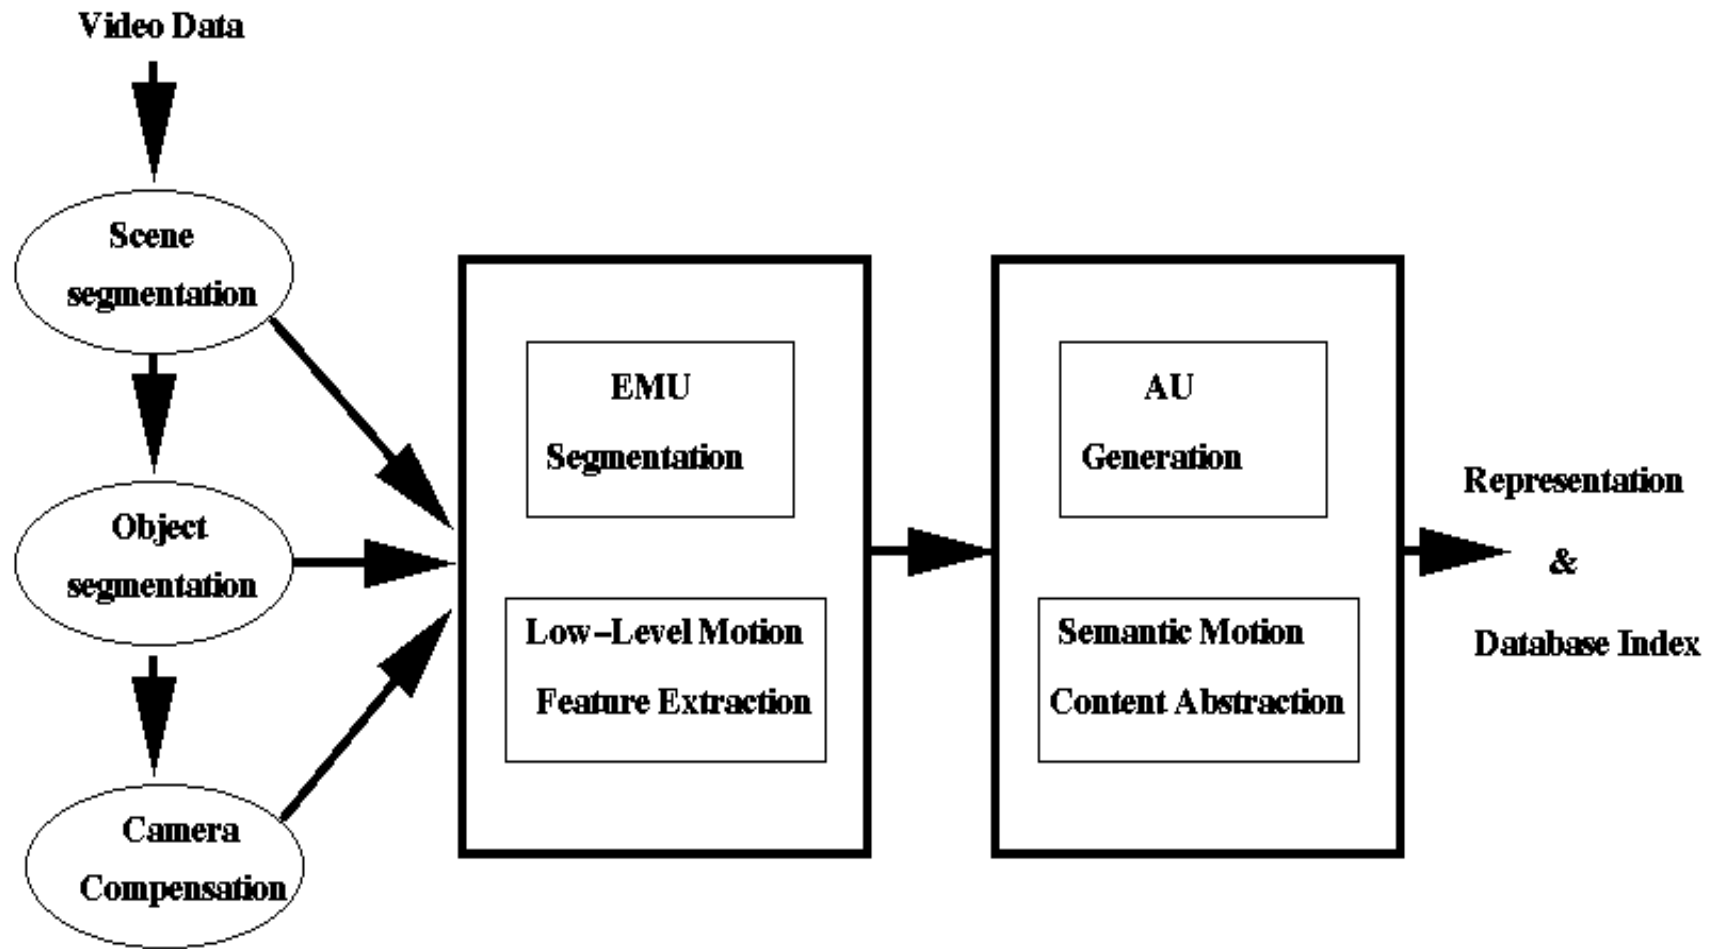 Video Data
Scene
segmentation
Object
segmentation
Camera
Compensation
EMU
Segmentation
Low-Level Motion
Feature Extraction
AU
Generation
Semantic Motion
Content Abstraction
Representation
&
Database Index